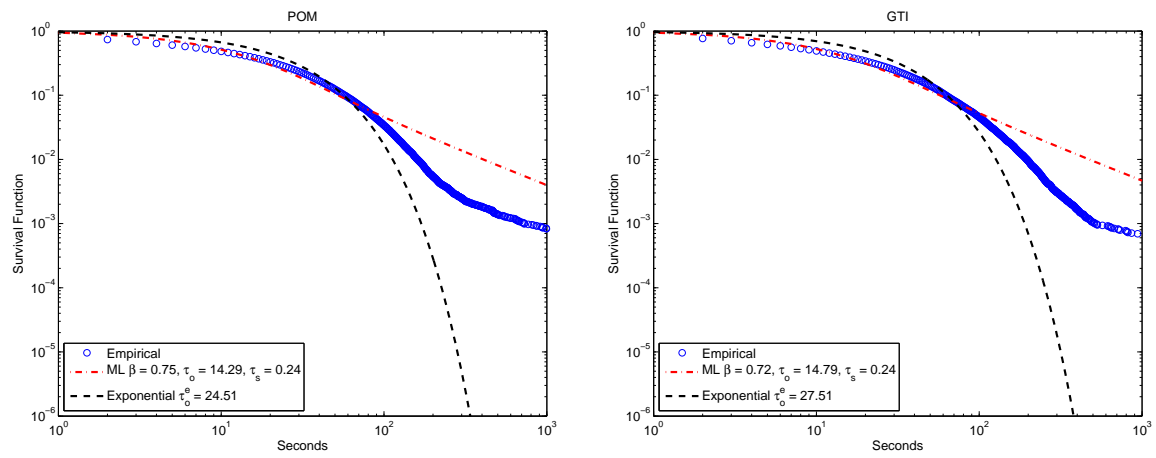 POM
10^0
10^-1
10^-2
10^-3
10^-4
10^-5
10^-6
Survival Function
Empirical
ML β = 0.75, τ_o = 14.29, τ_s = 0.24
Exponential τ_o^e = 24.51
10^0
10^1
10^2
10^3
Seconds
GTI
10^0
10^-1
10^-2
10^-3
10^-4
10^-5
10^-6
Survival Function
Empirical
ML β = 0.72, τ_o = 14.79, τ_s = 0.24
Exponential τ_o^e = 27.51
10^0
10^1
10^2
10^3
Seconds